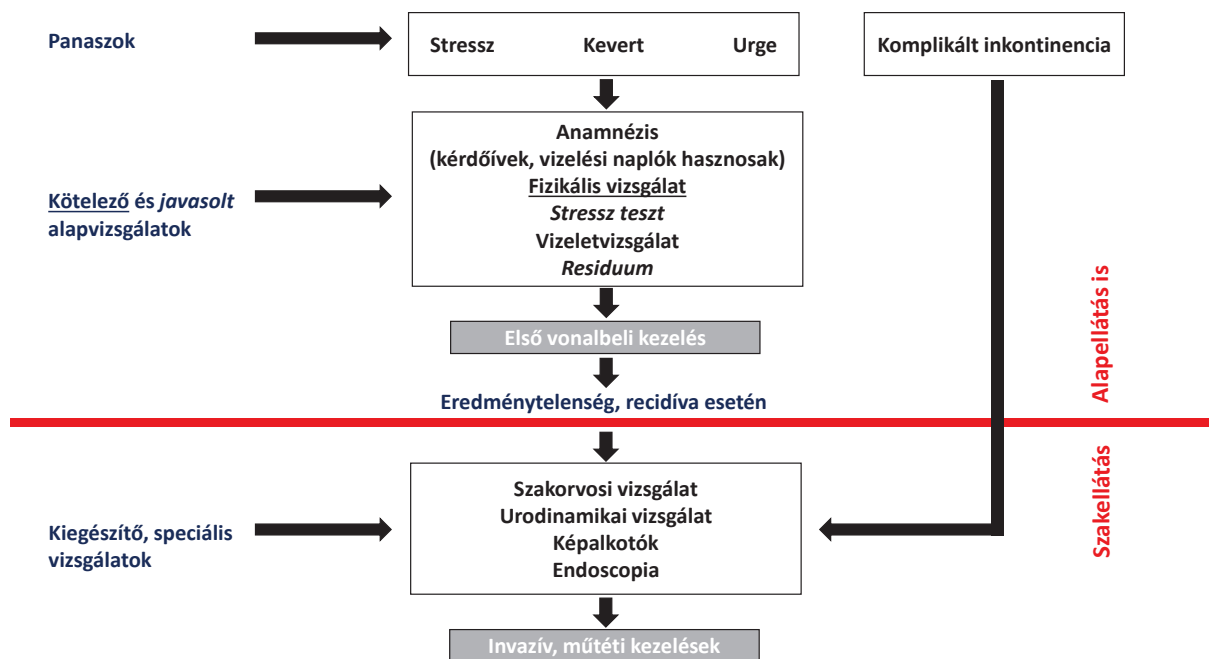 Panaszok
Stressz Kevert Urge
Komplikált inkontinencia
Anamnézis
(kérdőívek, vizelési naplók hasznosak)
Fizikális vizsgálat
Stressz teszt
Vizeletvizsgálat
Residuum
Kötelező és javasolt
alapvizsgálatok
Első vonalbeli kezelés
Eredménytelenség, recidíva esetén
Alapellátás is
Szakellátás
Szakorvosi vizsgálat
Urodinamikai vizsgálat
Képalkotók
Endoscopia
Kiegészítő, speciális
vizsgálatok
Invazív, műtéti kezelések